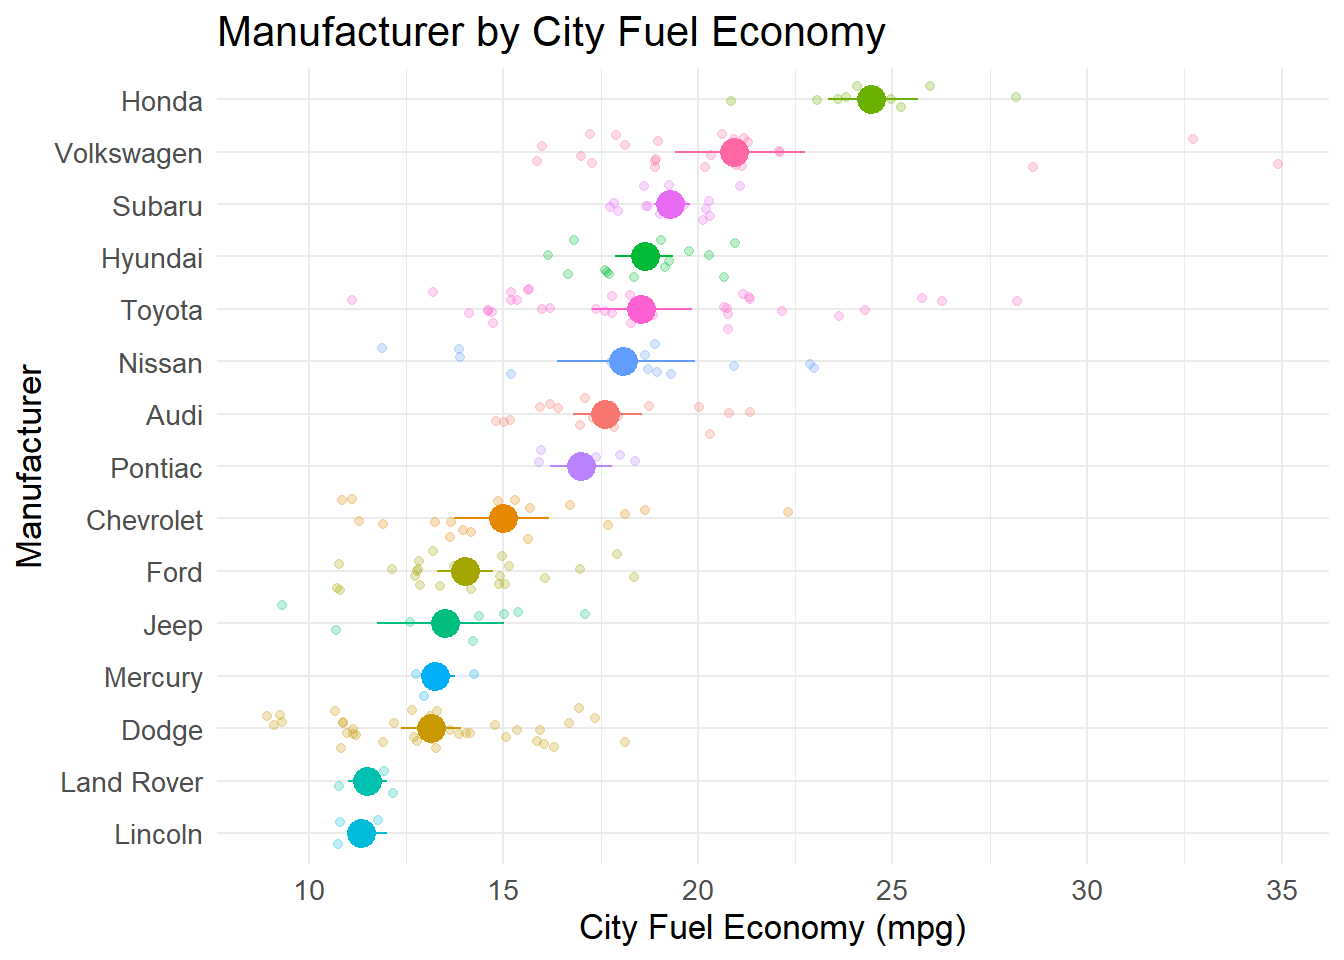 Manufacturer by City Fuel Economy
Honda
Volkswagen
Subaru
Hyundai
Toyota
Nissan
Audi
Pontiac
Chevrolet
Ford
Jeep
Mercury
Dodge
Land Rover
Lincoln
Manufacturer
10 15 20 25 30 35
City Fuel Economy (mpg)